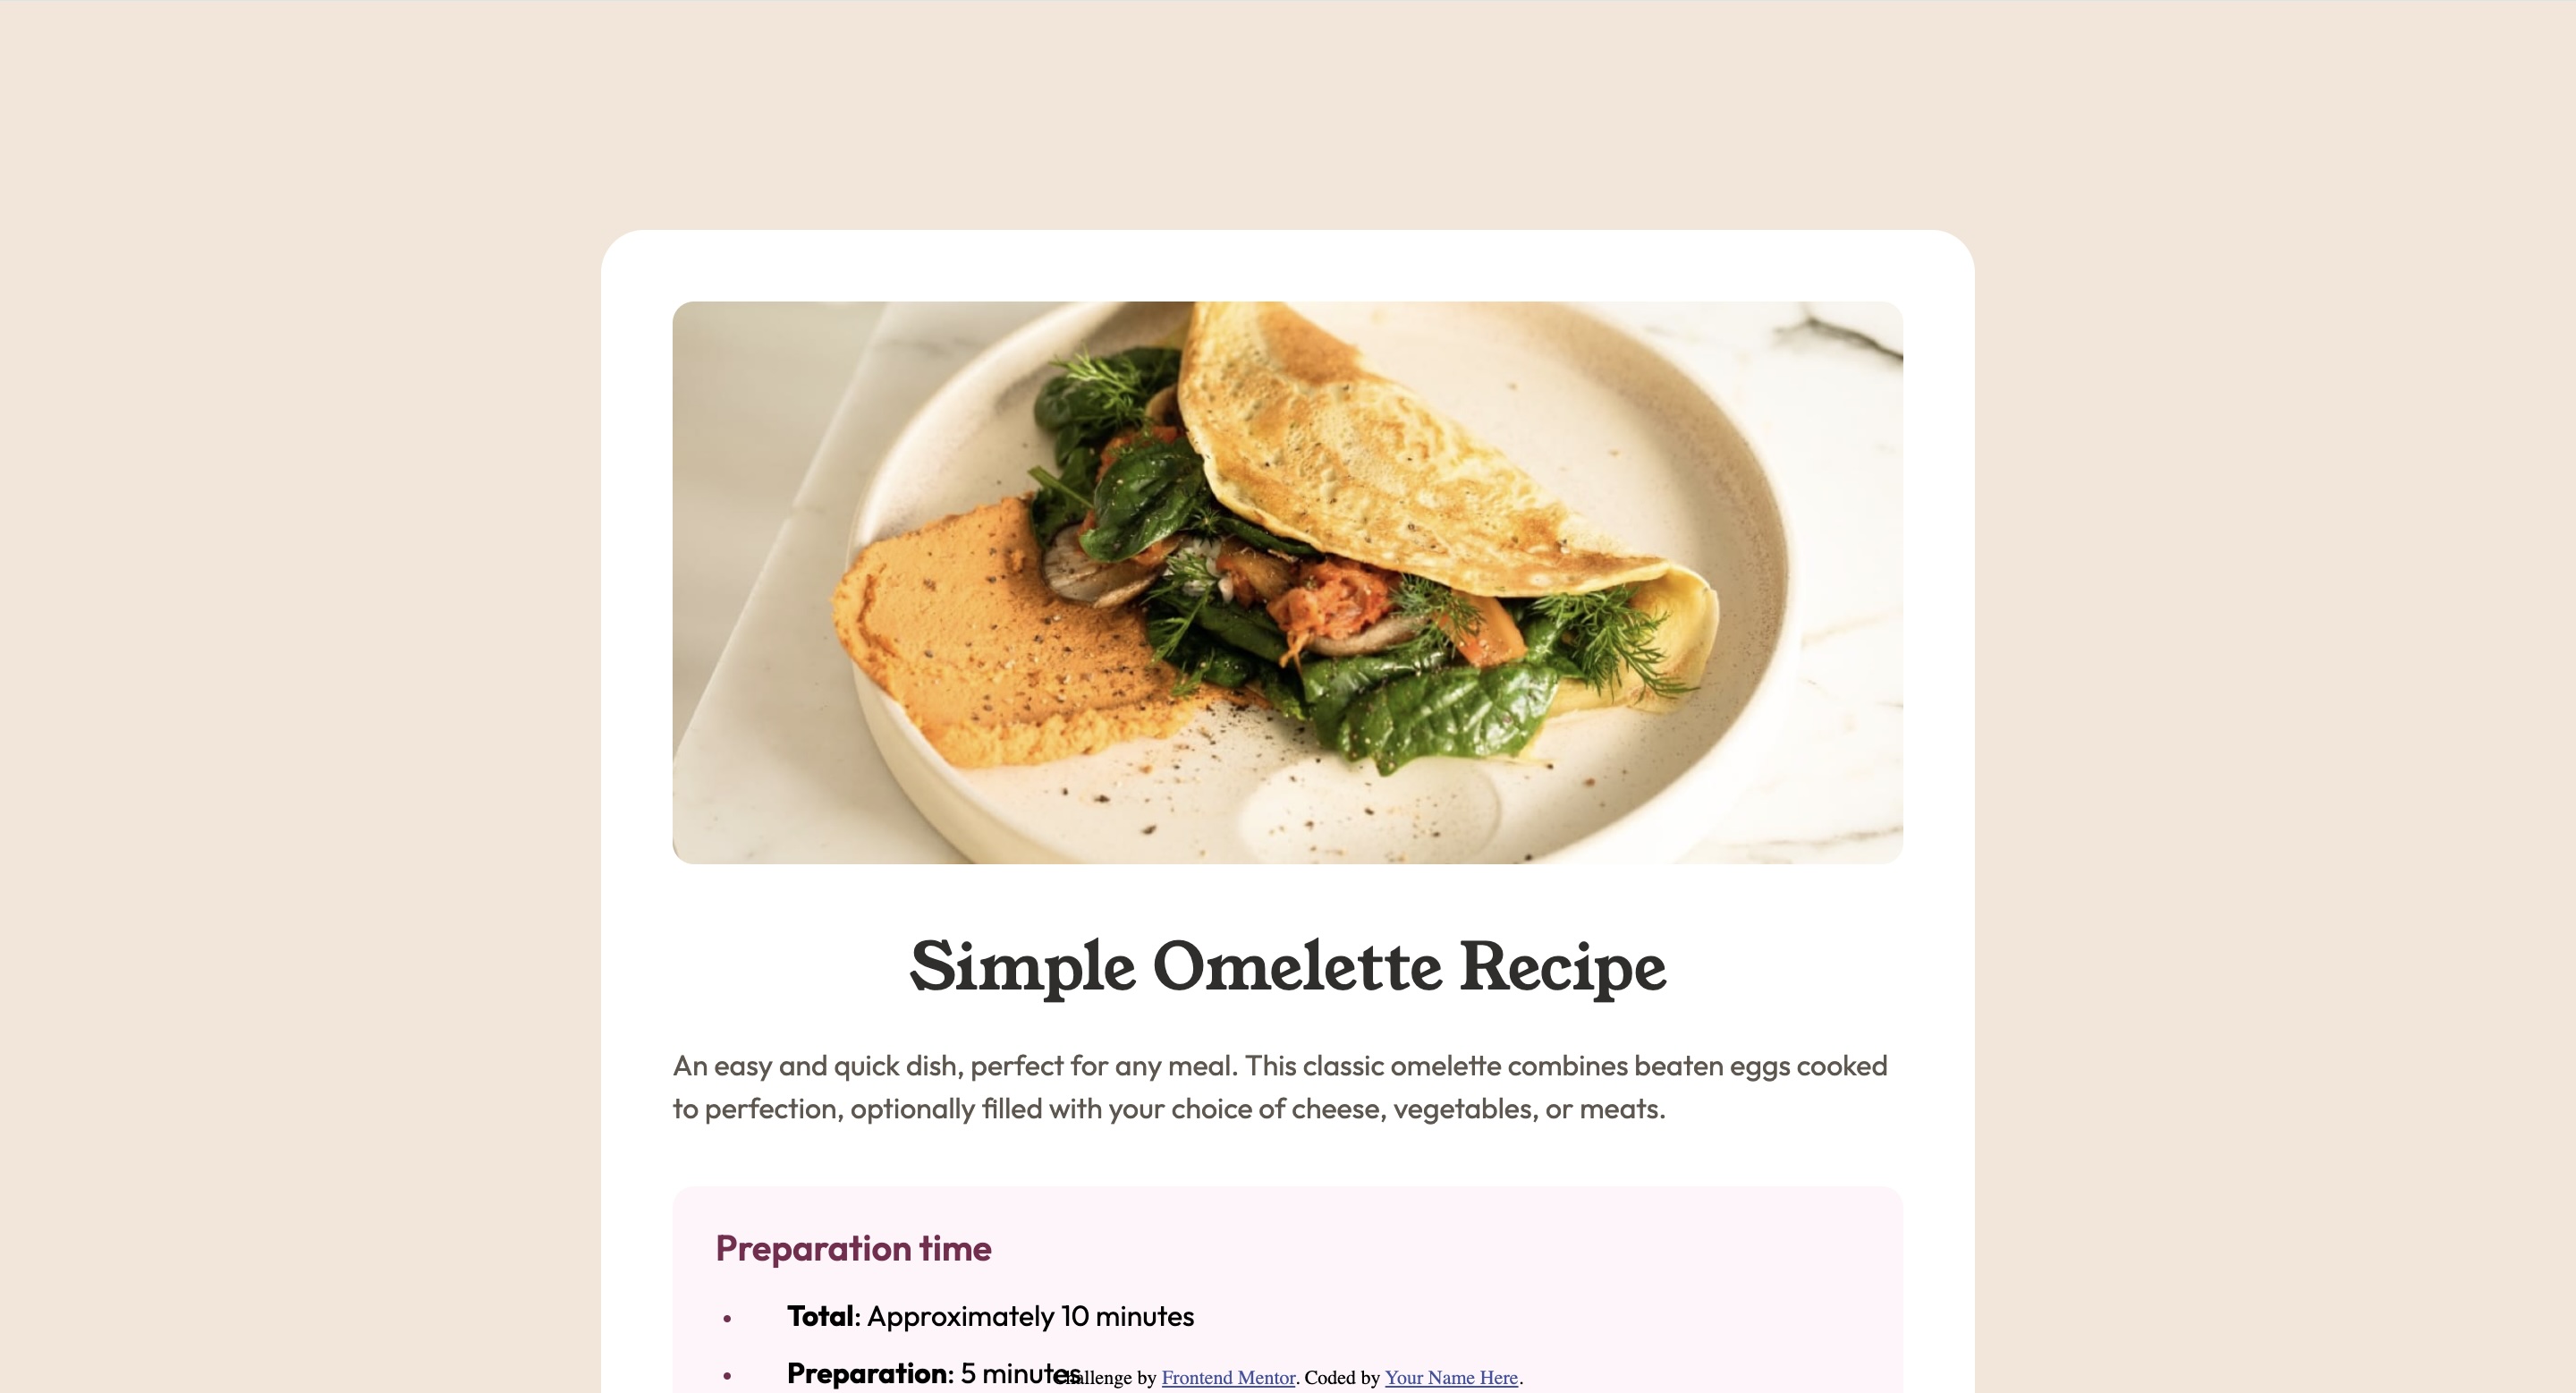 Simple Omelette Recipe
An easy and quick dish, perfect for any meal. This classic omelette combines beaten eggs cooked
to perfection, optionally filled with your choice of cheese, vegetables, or meats.
Preparation time
• Total: Approximately 10 minutes
• Preparation: 5 minutes
Challenge by Frontend Mentor. Coded by Your Name Here.